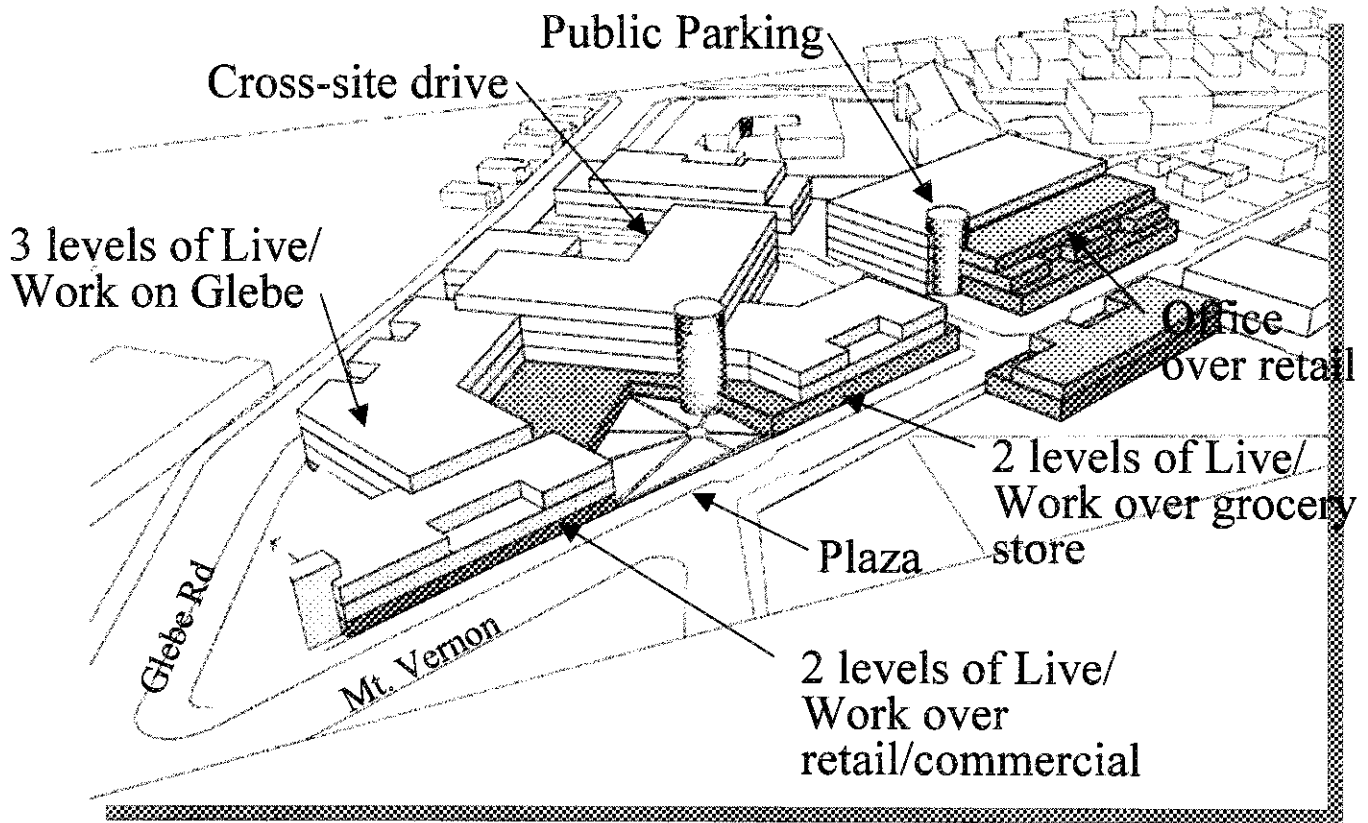 Public Parking
Cross-site drive
3 levels of Live/
Work on Glebe
Office
over retail
2 levels of Live/
Work over grocery
store
Plaza
Glebe Rd
Mt. Vernon
2 levels of Live/
Work over
retail/commercial